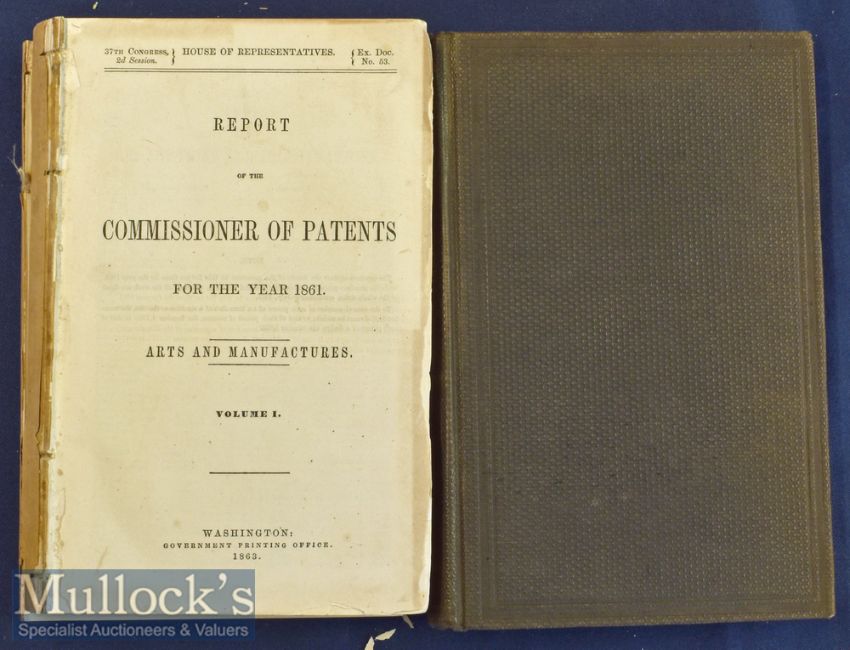 37TH CONGRESS, } HOUSE OF REPRESENTATIVES. { Ex. Doc.
2d Session. } { No. 53.
REPORT
OF THE
COMMISSIONER OF PATENTS
FOR THE YEAR 1861.
ARTS AND MANUFACTURES.
VOLUME I.
WASHINGTON:
GOVERNMENT PRINTING OFFICE.
1863.
Mullock's
Specialist Auctioneers & Valuers